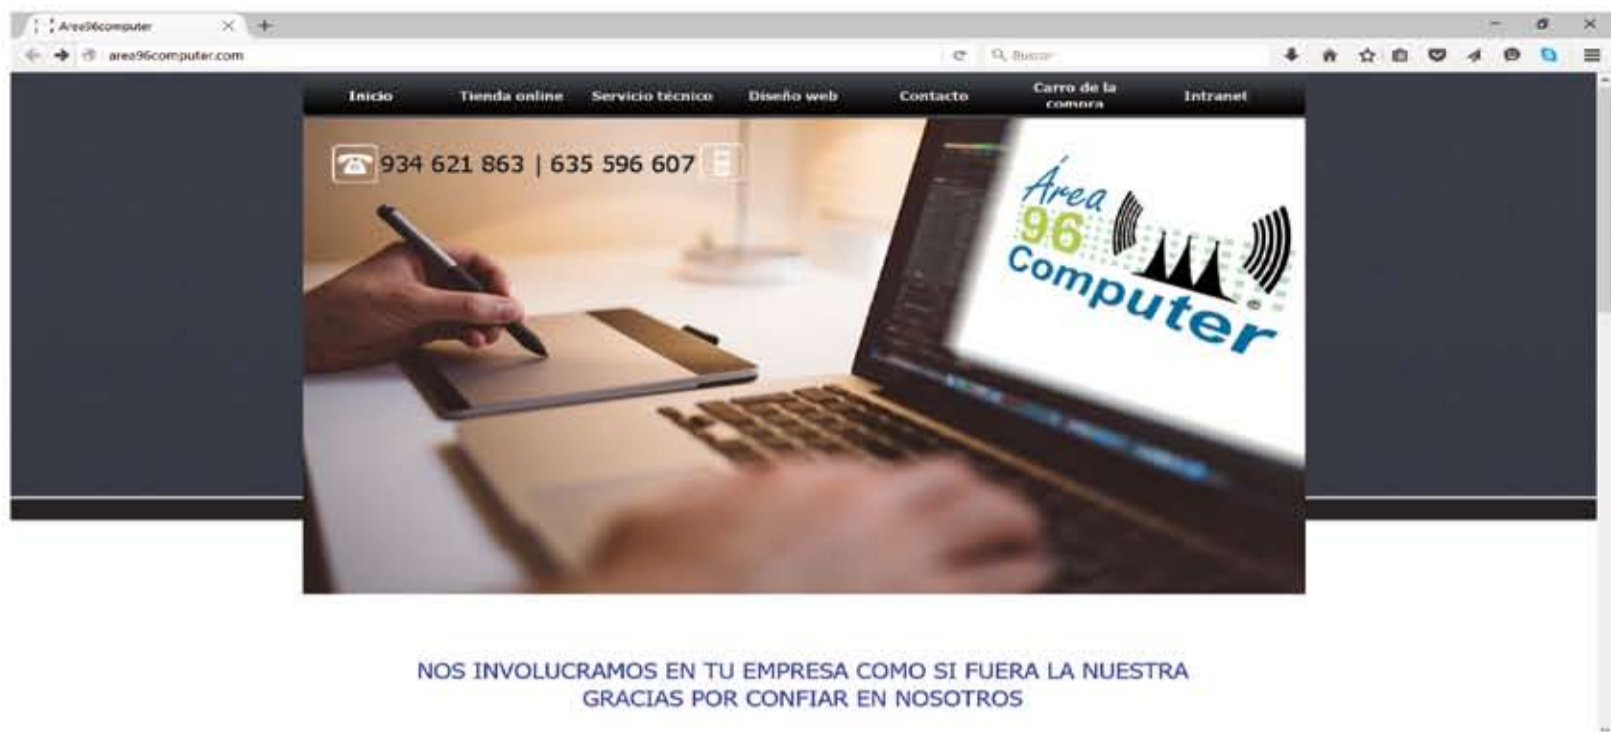 Area96computer
area96computer.com
Buscar
Inicio
Tienda online
Servicio técnico
Diseño web
Contacto
Carro de la
compra
Intranet
934 621 863 | 635 596 607
Área
96
Computer
®
NOS INVOLUCRAMOS EN TU EMPRESA COMO SI FUERA LA NUESTRA
GRACIAS POR CONFIAR EN NOSOTROS